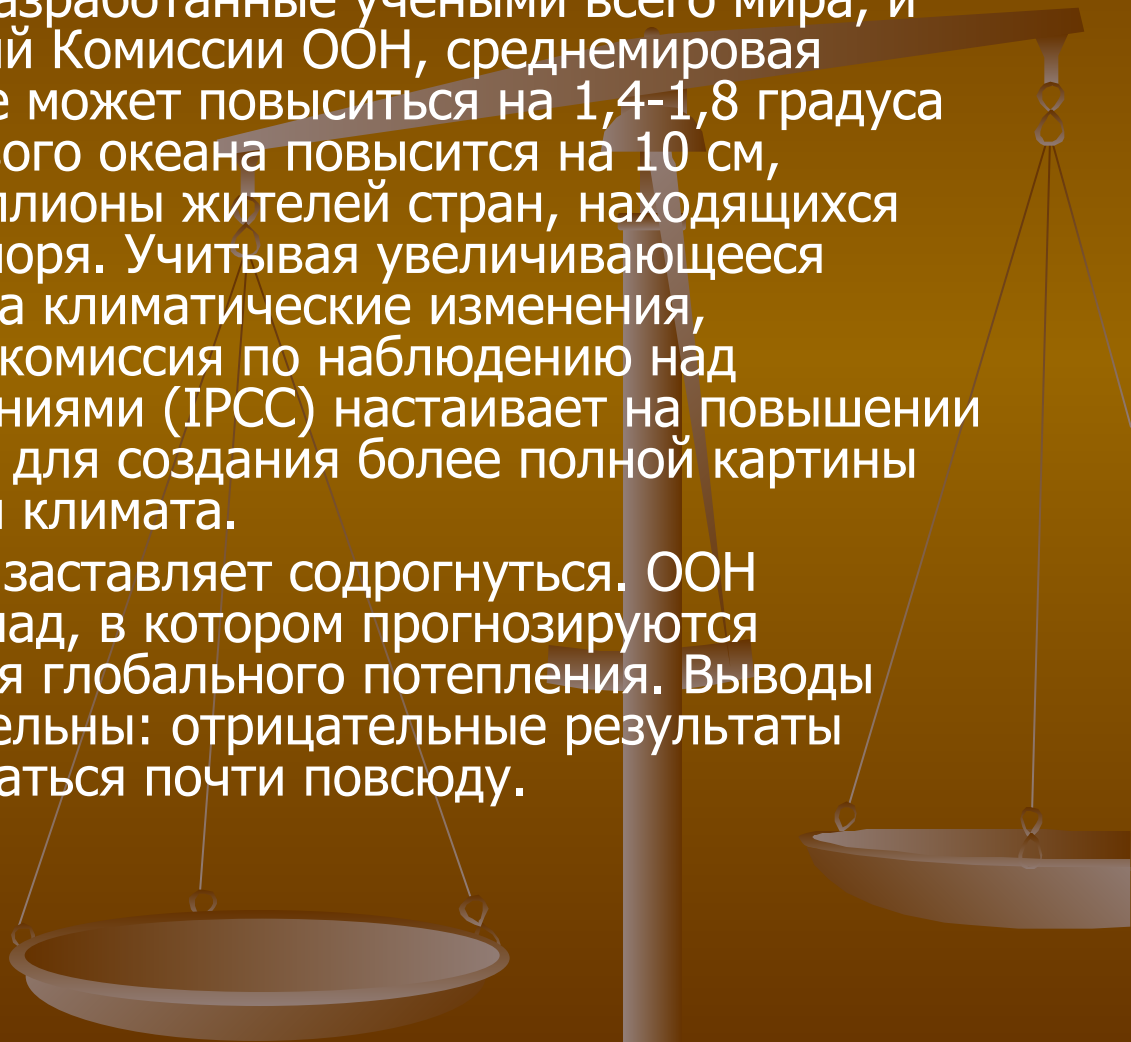 азработанные учеными всего мира, и
ий Комиссии ООН, среднемировая
е может повыситься на 1,4-1,8 градуса
вого океана повысится на 10 см,
ллионы жителей стран, находящихся
моря. Учитывая увеличивающееся
а климатические изменения,
комиссия по наблюдению над
ниями (IPCC) настаивает на повышении
для создания более полной картины
и климата.
заставляет содрогнуться. ООН
лад, в котором прогнозируются
я глобального потепления. Выводы
ельны: отрицательные результаты
аться почти повсюду.